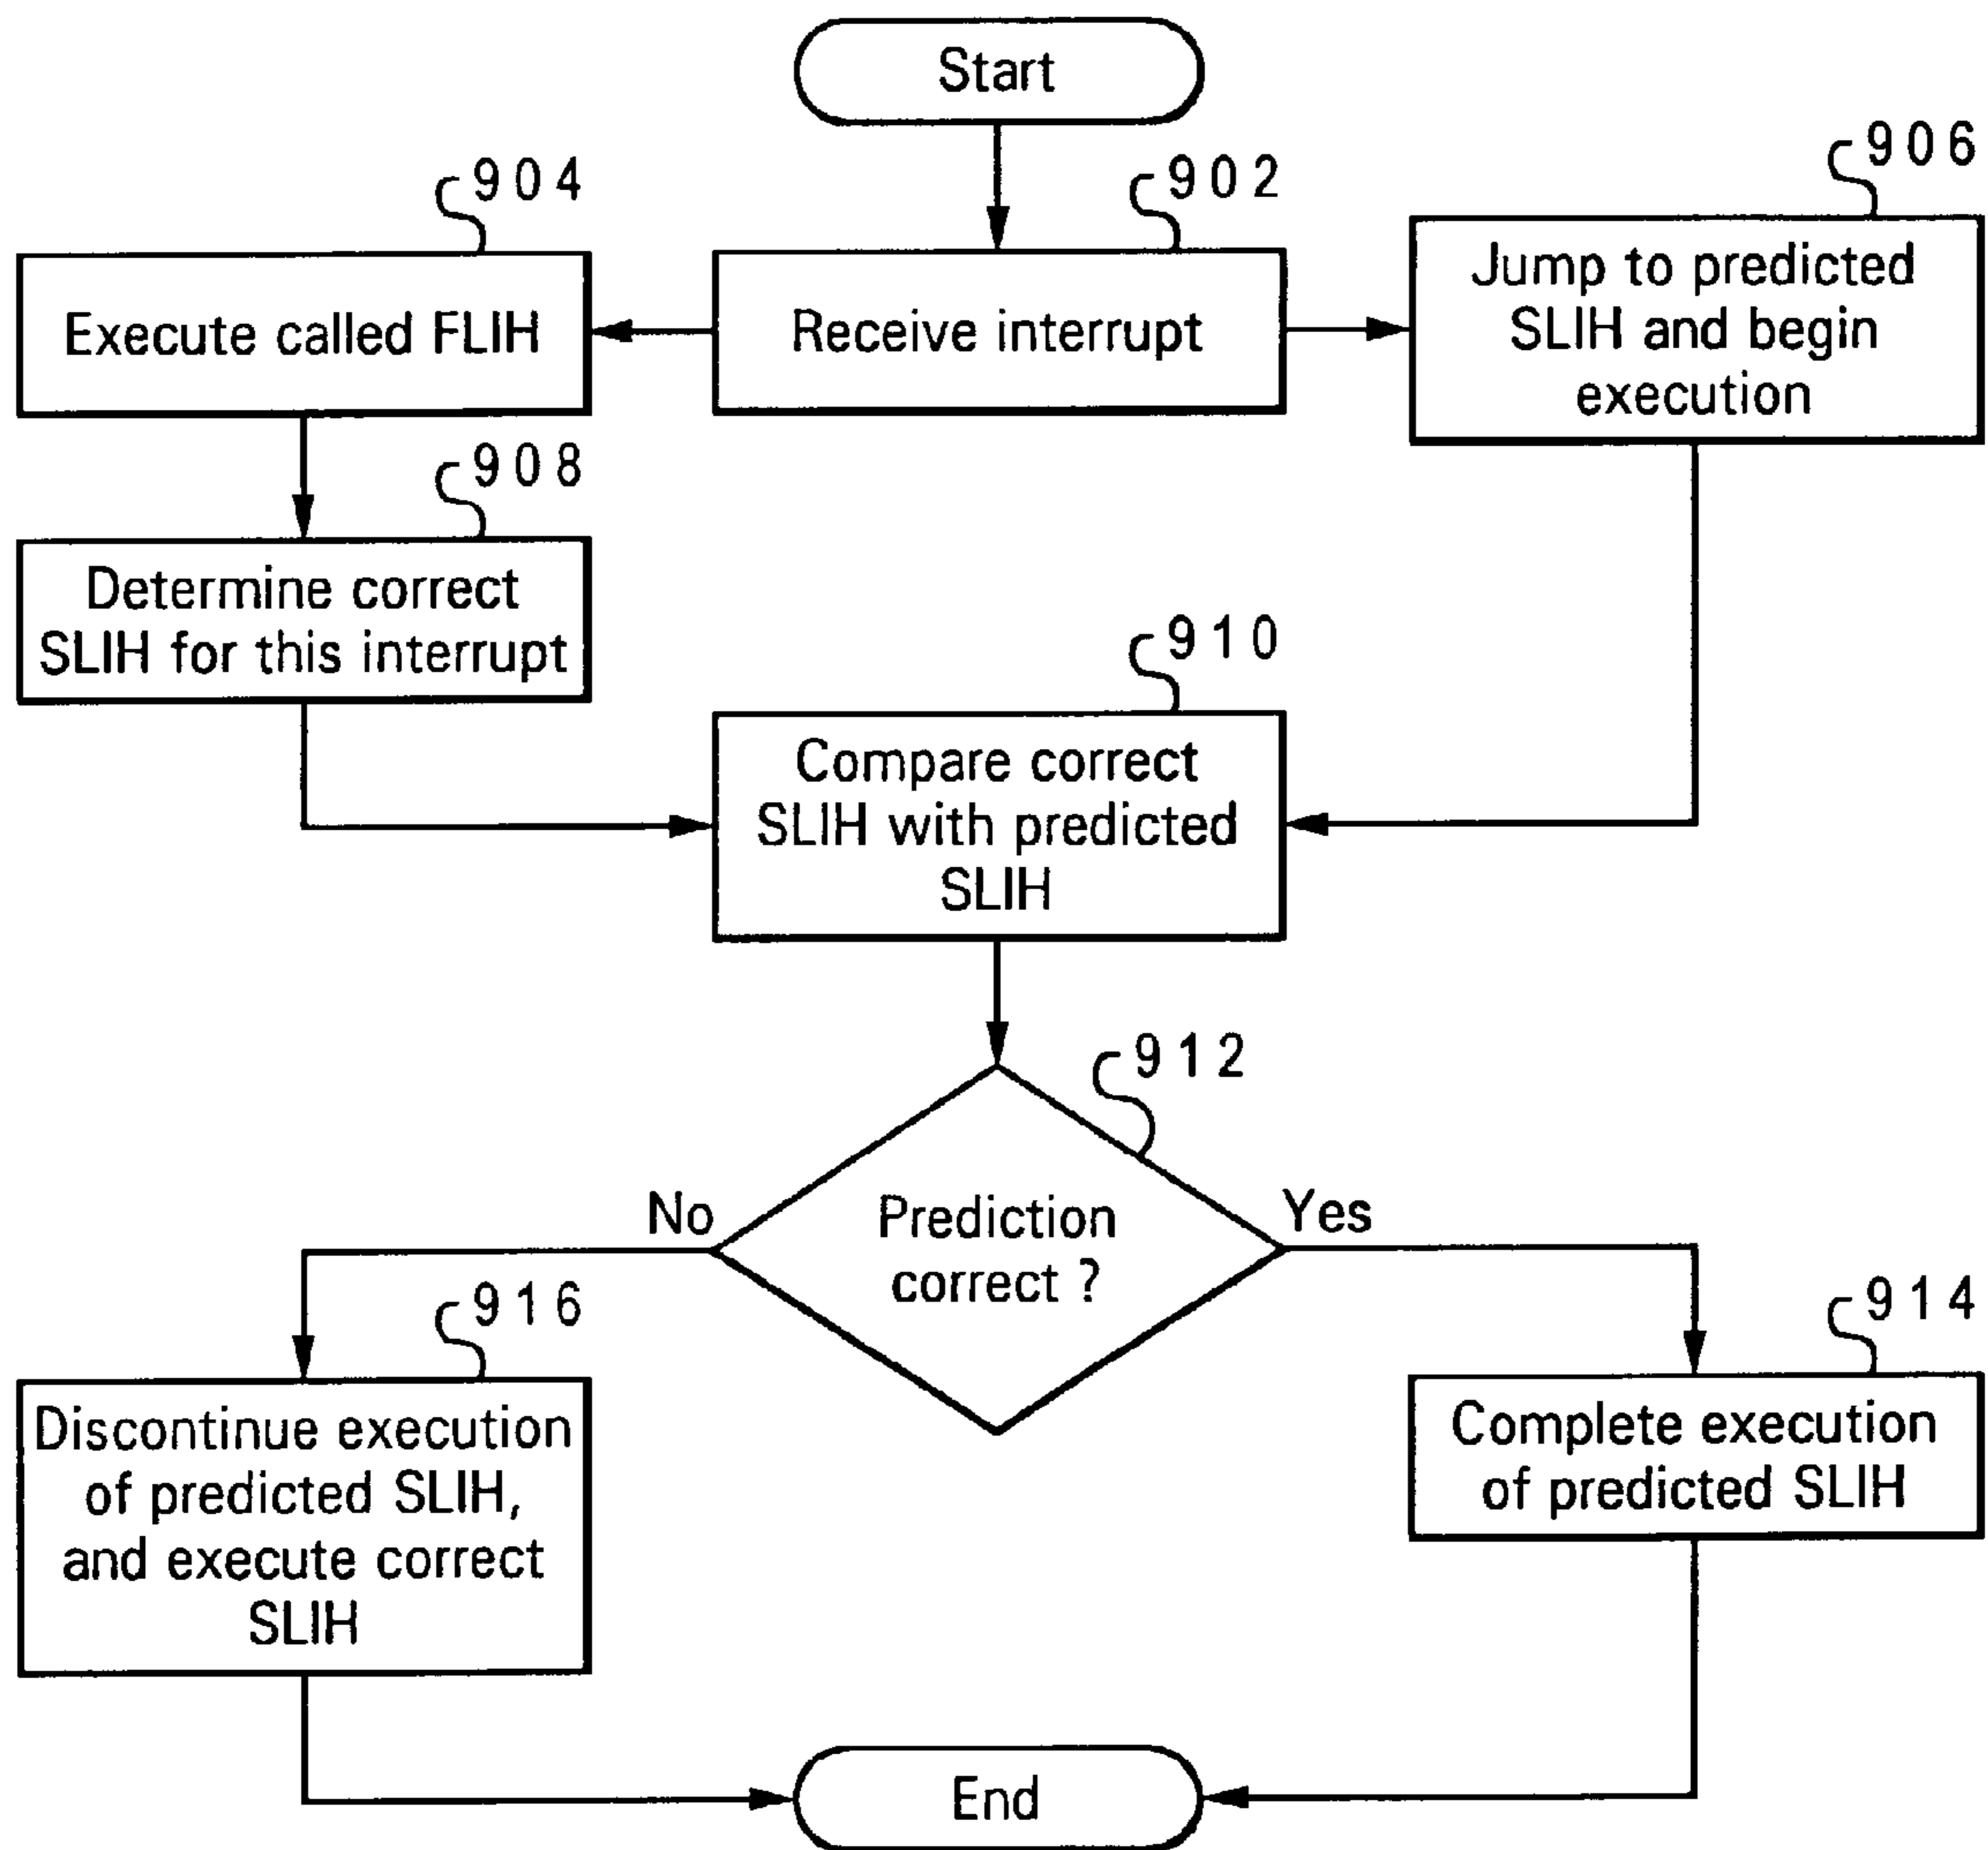 Start
904
902
906
Execute called FLIH
Receive interrupt
Jump to predicted
SLIH and begin
execution
908
Determine correct
SLIH for this interrupt
910
Compare correct
SLIH with predicted
SLIH
912
No
Prediction
correct ?
Yes
916
914
Discontinue execution
of predicted SLIH,
and execute correct
SLIH
Complete execution
of predicted SLIH
End